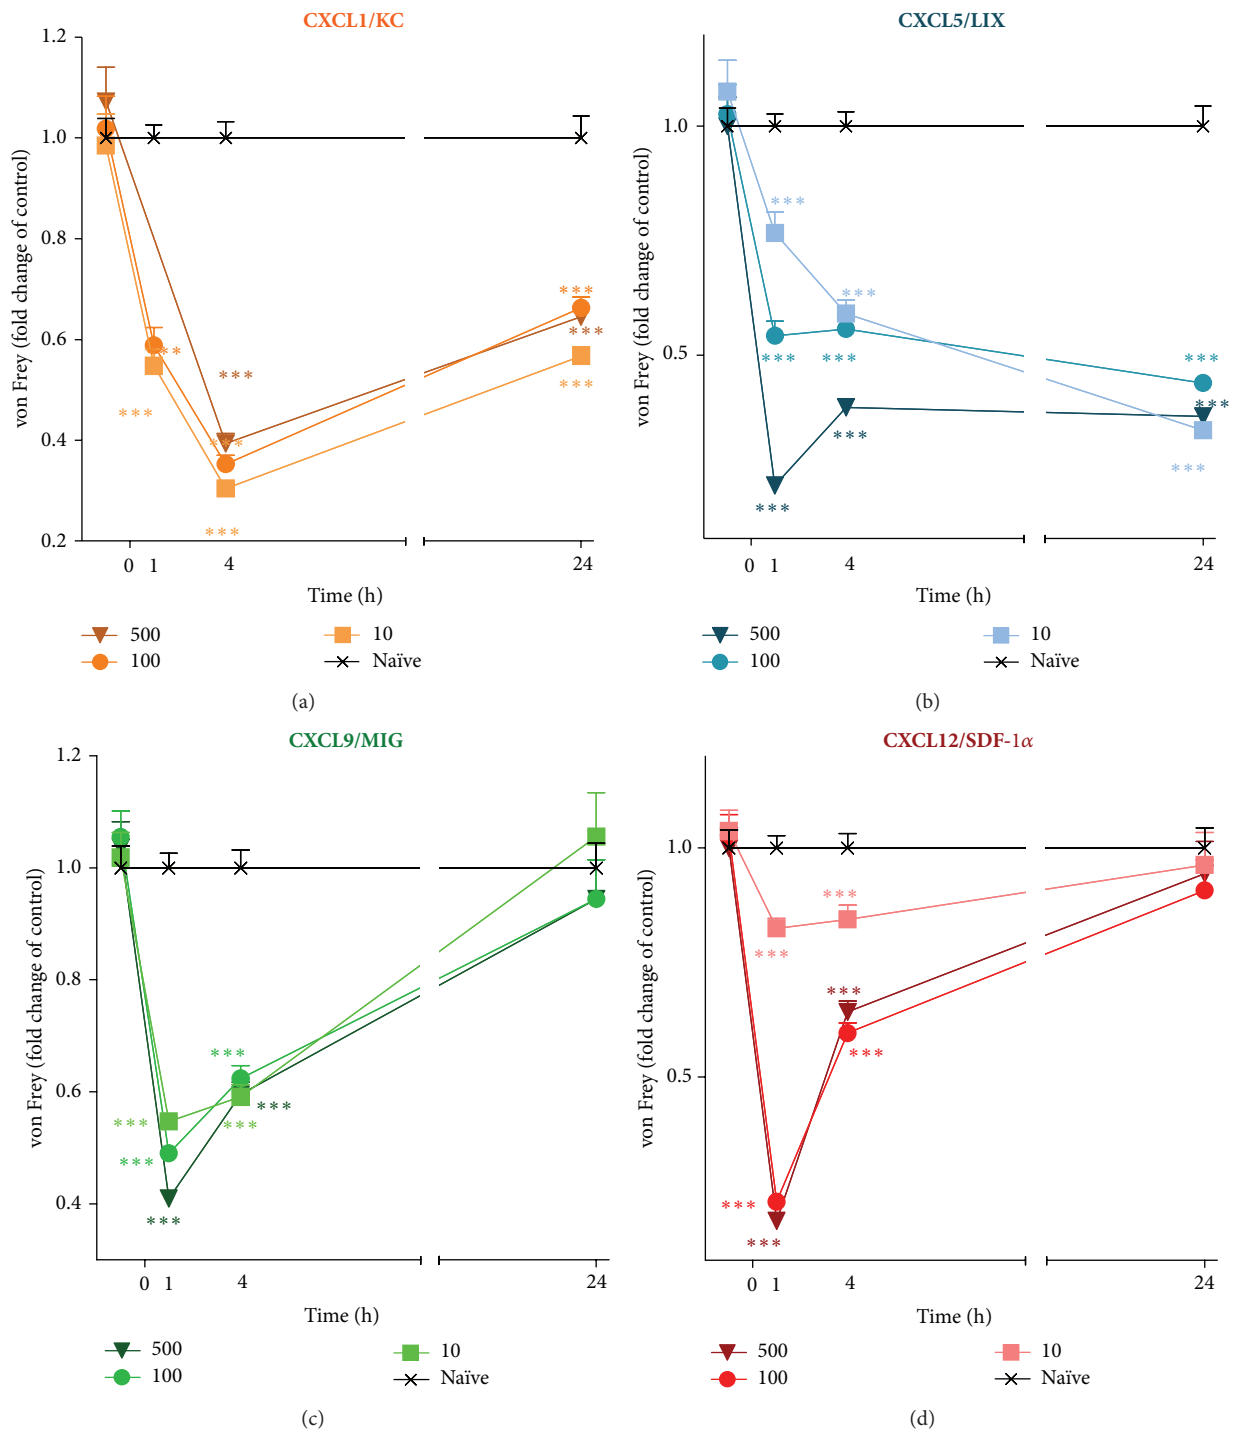 CXCL1/KC
1.2
1.0
0.8
0.6
0.4
0.2
von Frey (fold change of control)
***
***
**
***
***
***
***
***
0 1 4 24
Time (h)
500 10
100 Naïve
(a)
CXCL5/LIX
1.0
0.5
von Frey (fold change of control)
***
***
*** *** ***
***
***
***
***
0 1 4 24
Time (h)
500 10
100 Naïve
(b)
CXCL9/MIG
1.2
1.0
0.8
0.6
0.4
von Frey (fold change of control)
***
***
*** ***
***
***
0 1 4 24
Time (h)
500 10
100 Naïve
(c)
CXCL12/SDF-1α
1.0
0.5
von Frey (fold change of control)
***
***
***
***
***
***
0 1 4 24
Time (h)
500 10
100 Naïve
(d)